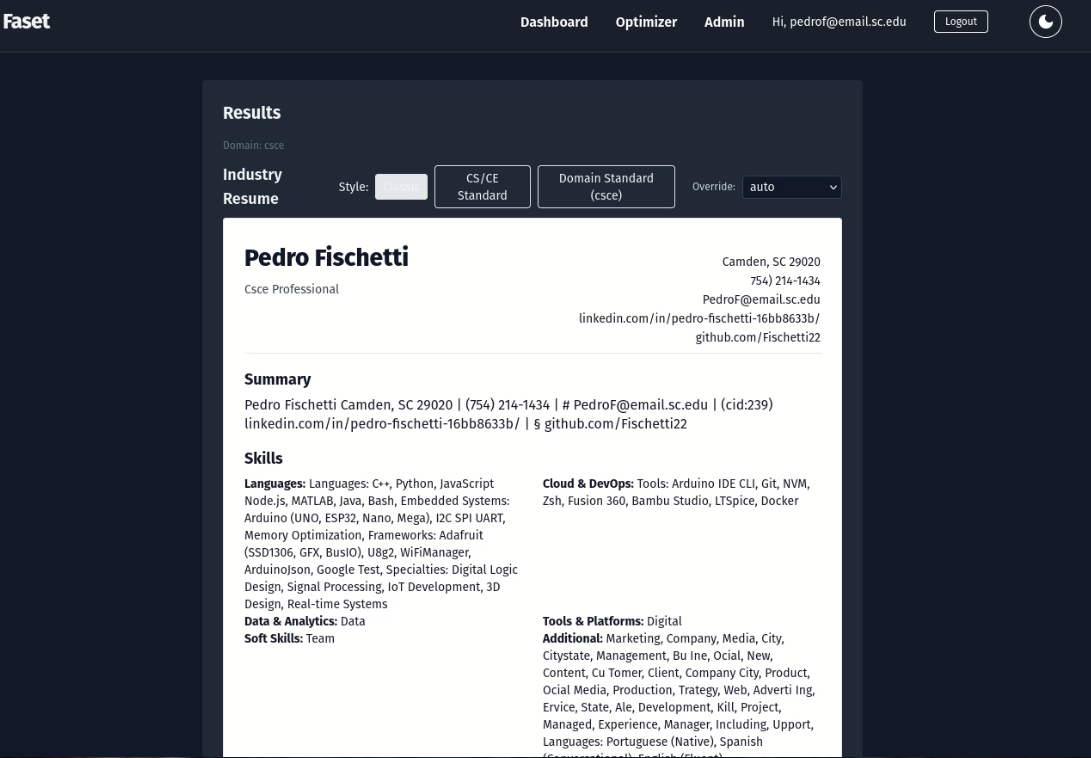 Faset
Dashboard Optimizer Admin Hi, pedrof@email.sc.edu Logout
Results
Domain: csce
Industry Resume
Style: Classic CS/CE Standard Domain Standard (csce) Override: auto
Pedro Fischetti
Csce Professional
Camden, SC 29020
754) 214-1434
PedroF@email.sc.edu
linkedin.com/in/pedro-fischetti-16bb8633b/
github.com/Fischetti22
Summary
Pedro Fischetti Camden, SC 29020 | (754) 214-1434 | # PedroF@email.sc.edu | (cid:239)
linkedin.com/in/pedro-fischetti-16bb8633b/ | § github.com/Fischetti22
Skills
Languages: Languages: C++, Python, JavaScript
Node.js, MATLAB, Java, Bash, Embedded Systems:
Arduino (UNO, ESP32, Nano, Mega), I2C SPI UART,
Memory Optimization, Frameworks: Adafruit
(SSD1306, GFX, BusIO), U8g2, WiFiManager,
ArduinoJson, Google Test, Specialties: Digital Logic
Design, Signal Processing, IoT Development, 3D
Design, Real-time Systems
Cloud & DevOps: Tools: Arduino IDE CLI, Git, NVM,
Zsh, Fusion 360, Bambu Studio, LTSpice, Docker
Data & Analytics: Data
Tools & Platforms: Digital
Soft Skills: Team
Additional: Marketing, Company, Media, City,
Citystate, Management, Bu Ine, Ocial, New,
Content, Cu Tomer, Client, Company City, Product,
Ocial Media, Production, Trategy, Web, Adverti Ing,
Ervice, State, Ale, Development, Kill, Project,
Managed, Experience, Manager, Including, Upport,
Languages: Portuguese (Native), Spanish
(Conversational), English (Fluent)